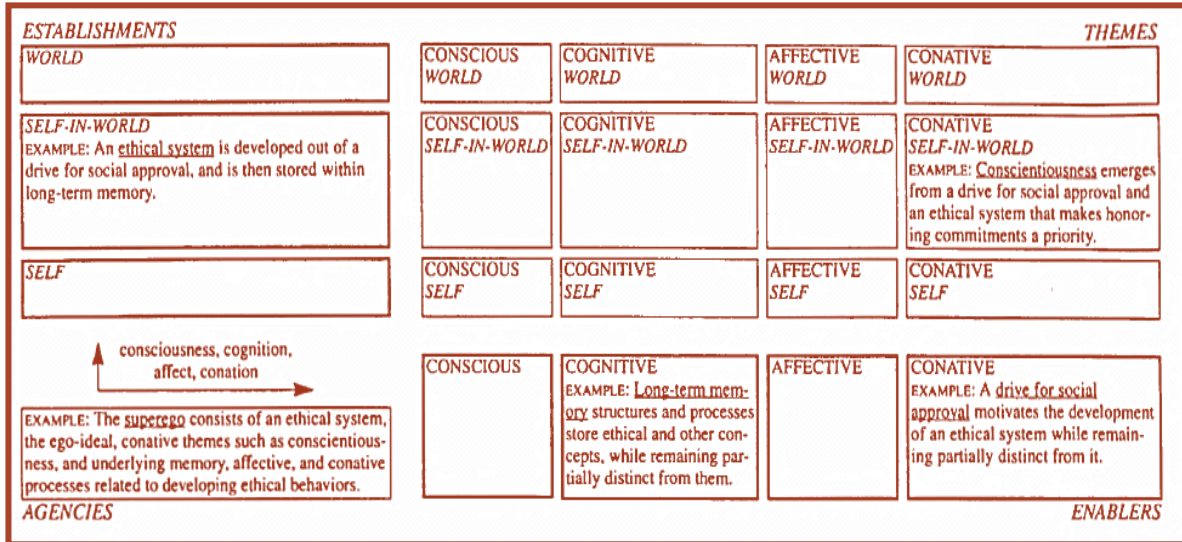 ESTABLISHMENTS
THEMES
WORLD
CONSCIOUS
WORLD
COGNITIVE
WORLD
AFFECTIVE
WORLD
CONATIVE
WORLD
SELF-IN-WORLD
EXAMPLE: An ethical system is developed out of a
drive for social approval, and is then stored within
long-term memory.
CONSCIOUS
SELF-IN-WORLD
COGNITIVE
SELF-IN-WORLD
AFFECTIVE
SELF-IN-WORLD
CONATIVE
SELF-IN-WORLD
EXAMPLE: Conscientiousness emerges
from a drive for social approval and
an ethical system that makes honor-
ing commitments a priority.
SELF
CONSCIOUS
SELF
COGNITIVE
SELF
AFFECTIVE
SELF
CONATIVE
SELF
consciousness, cognition,
affect, conation
CONSCIOUS
COGNITIVE
EXAMPLE: Long-term mem-
ory structures and processes
store ethical and other con-
cepts, while remaining par-
tially distinct from them.
AFFECTIVE
CONATIVE
EXAMPLE: A drive for social
approval motivates the development
of an ethical system while remain-
ing partially distinct from it.
EXAMPLE: The superego consists of an ethical system,
the ego-ideal, conative themes such as conscientious-
ness, and underlying memory, affective, and conative
processes related to developing ethical behaviors.
AGENCIES
ENABLERS